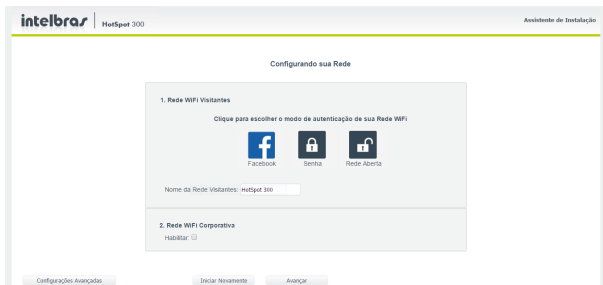 intelbras HotSpot 300
Assistente de Instalação
Configurando sua Rede
1. Rede WiFi Visitantes
Clique para escolher o modo de autenticação de sua Rede WiFi
Facebook Senha Rede Aberta
Nome da Rede Visitantes: HotSpot 300
2. Rede WiFi Corporativa
Habilitar:
Configurações Avançadas Iniciar Novamente Avançar